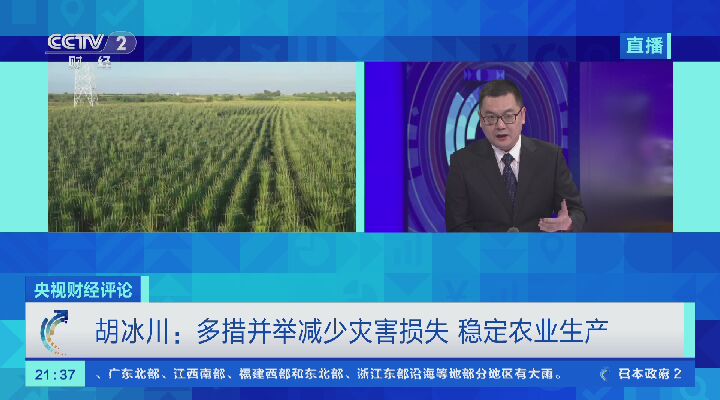 CCTV 2
财经
直播
央视财经评论
胡冰川：多措并举减少灾害损失 稳定农业生产
21:37 、广东北部、江西南部、福建西部和东北部、浙江东部沿海等地部分地区有大雨。 日本政府2